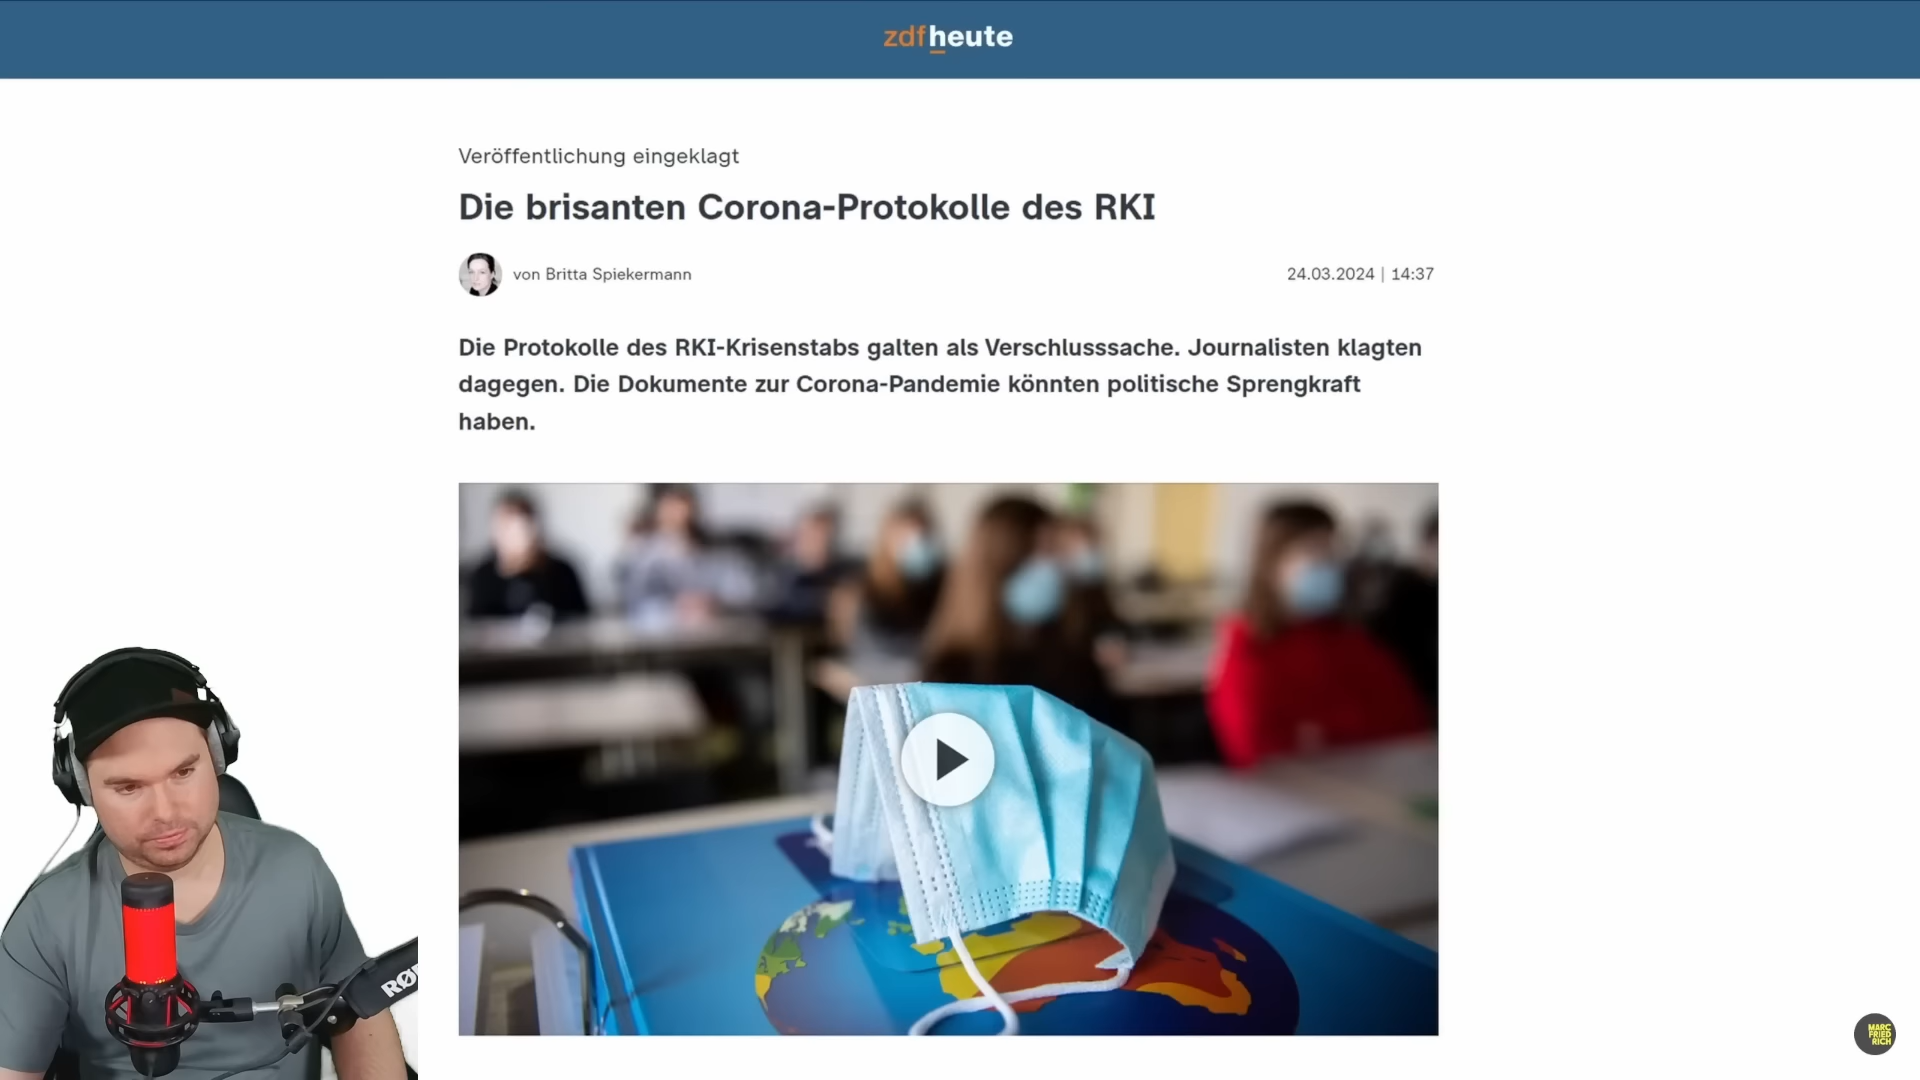 zdfheute
Veröffentlichung eingeklagt
Die brisanten Corona-Protokolle des RKI
von Britta Spiekermann
24.03.2024 | 14:37
Die Protokolle des RKI-Krisenstabs galten als Verschlusssache. Journalisten klagten
dagegen. Die Dokumente zur Corona-Pandemie könnten politische Sprengkraft
haben.
RØ
MARC
FRIED
RICH